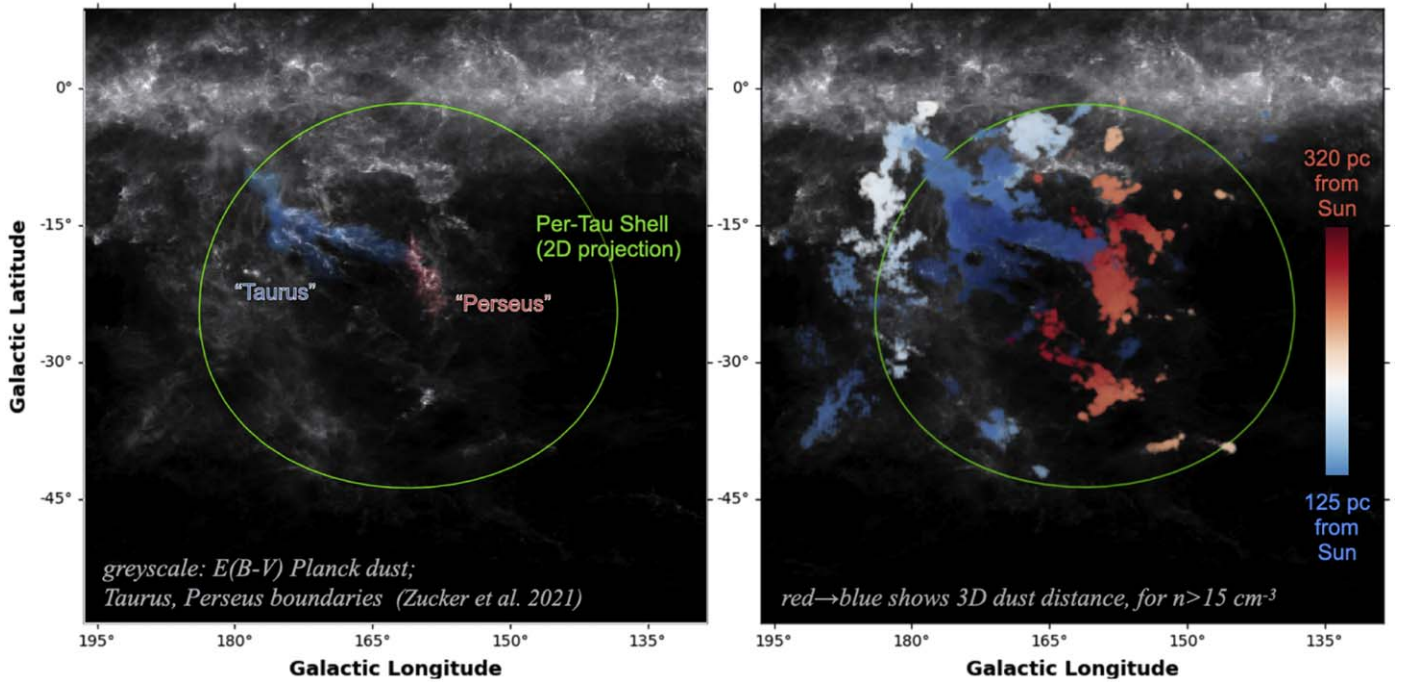 0°
-15°
-30°
-45°
Galactic Latitude
Per-Tau Shell
(2D projection)
“Taurus”
“Perseus”
greyscale: E(B-V) Planck dust;
Taurus, Perseus boundaries (Zucker et al. 2021)
195°
180°
165°
150°
135°
Galactic Longitude
0°
-15°
-30°
-45°
320 pc
from
Sun
125 pc
from
Sun
red→blue shows 3D dust distance, for n>15 cm⁻³
195°
180°
165°
150°
135°
Galactic Longitude